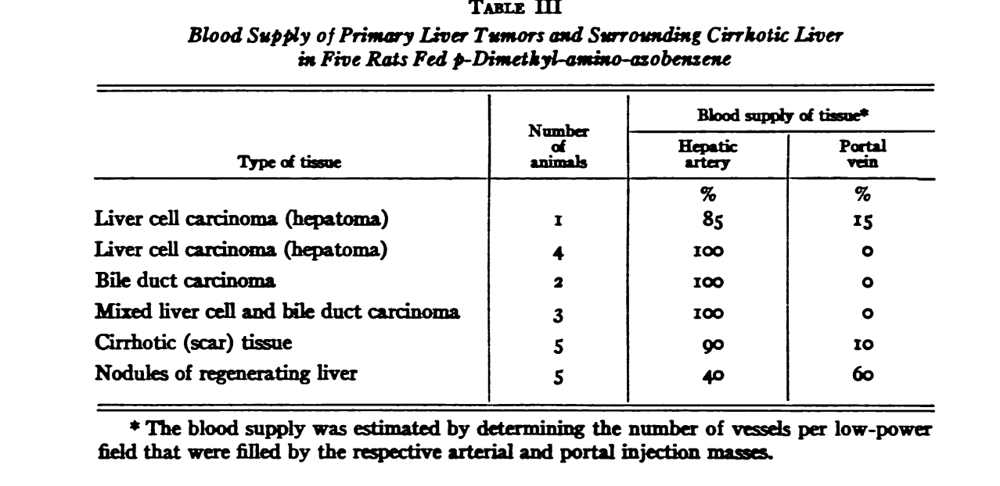 TABLE III
Blood Supply of Primary Liver Tumors and Surrounding Cirrhotic Liver
in Five Rats Fed p-Dimethyl-amino-azobenzene
Type of tissue
Number
of
animals
Blood supply of tissue*
Hepatic
artery
Portal
vein
% %
Liver cell carcinoma (hepatoma) 1 85 15
Liver cell carcinoma (hepatoma) 4 100 0
Bile duct carcinoma 2 100 0
Mixed liver cell and bile duct carcinoma 3 100 0
Cirrhotic (scar) tissue 5 90 10
Nodules of regenerating liver 5 40 60
* The blood supply was estimated by determining the number of vessels per low-power
field that were filled by the respective arterial and portal injection masses.